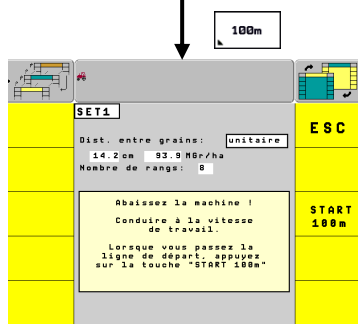 100m
SET1
ESC
Dist. entre grains: unitaire
14.2 cm 93.9 MGr/ha
Nombre de rangs: 8
Abaissez la machine !
Conduire à la vitesse
de travail.
Lorsque vous passez la
ligne de départ, appuyez
sur la touche "START 100m"
START
100m